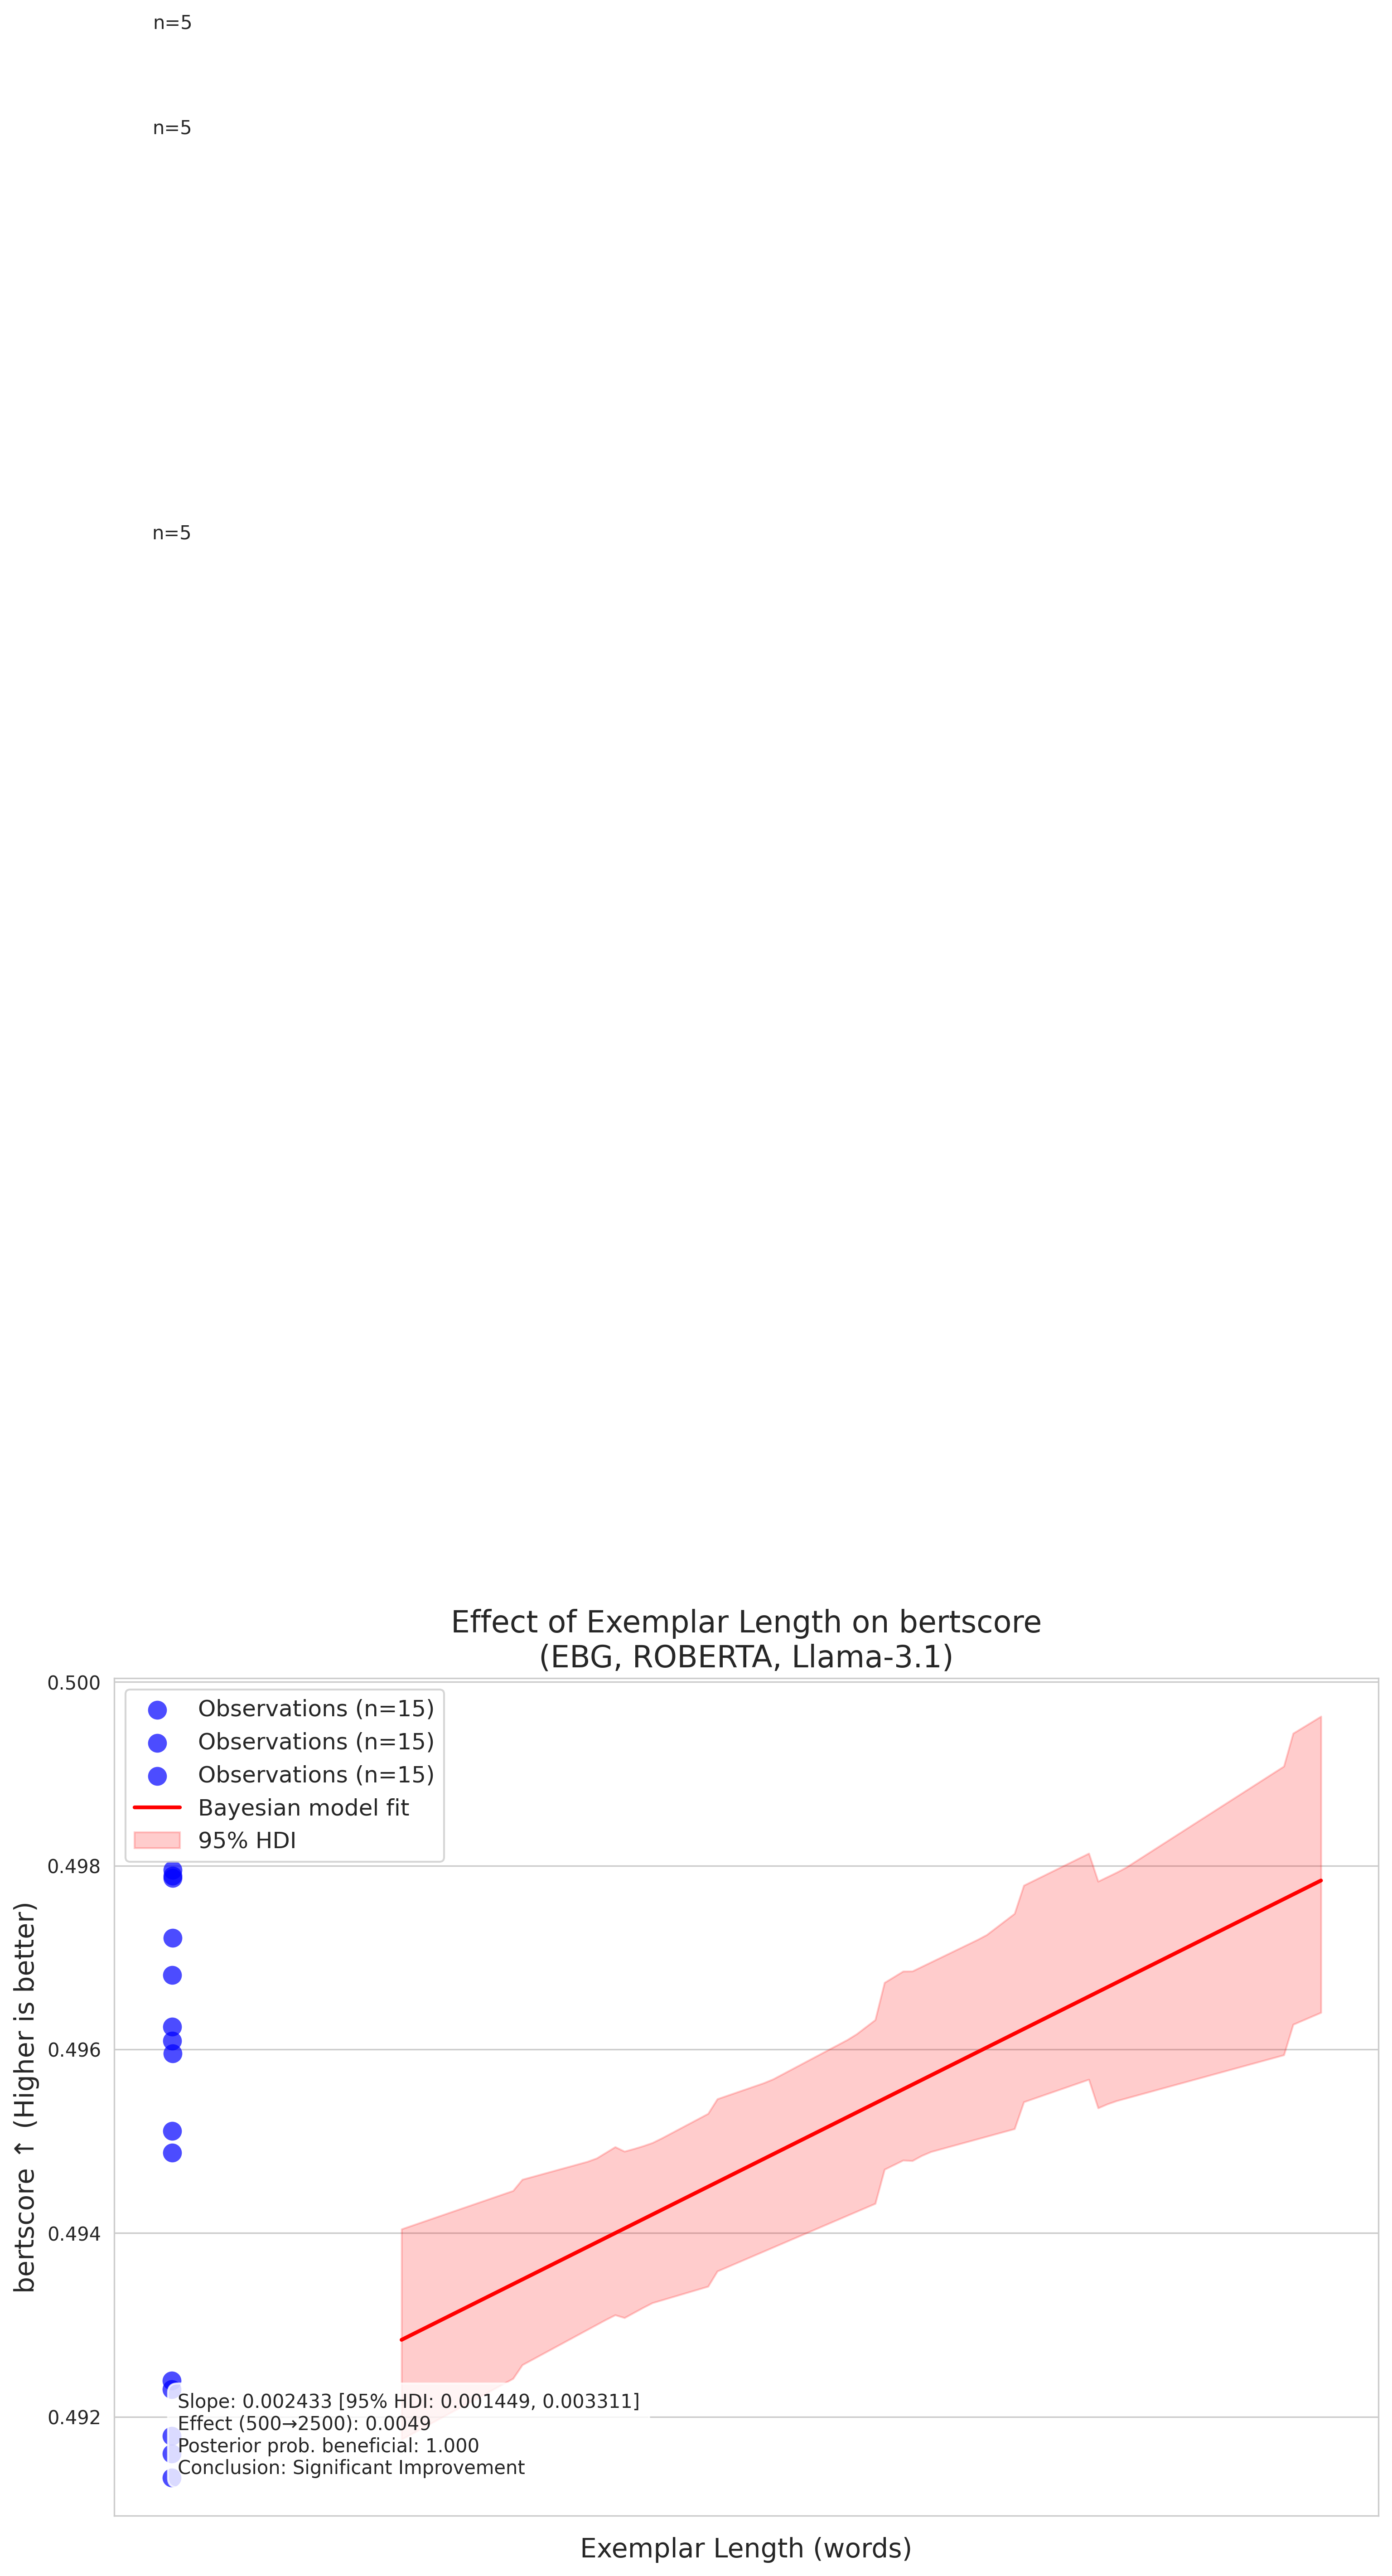 n=5
n=5
n=5
Effect of Exemplar Length on bertscore
(EBG, ROBERTA, Llama-3.1)
0.500
Observations (n=15)
Observations (n=15)
Observations (n=15)
Bayesian model fit
95% HDI
0.498
0.496
0.494
0.492
bertscore ↑ (Higher is better)
Slope: 0.002433 [95% HDI: 0.001449, 0.003311]
Effect (500→2500): 0.0049
Posterior prob. beneficial: 1.000
Conclusion: Significant Improvement
Exemplar Length (words)